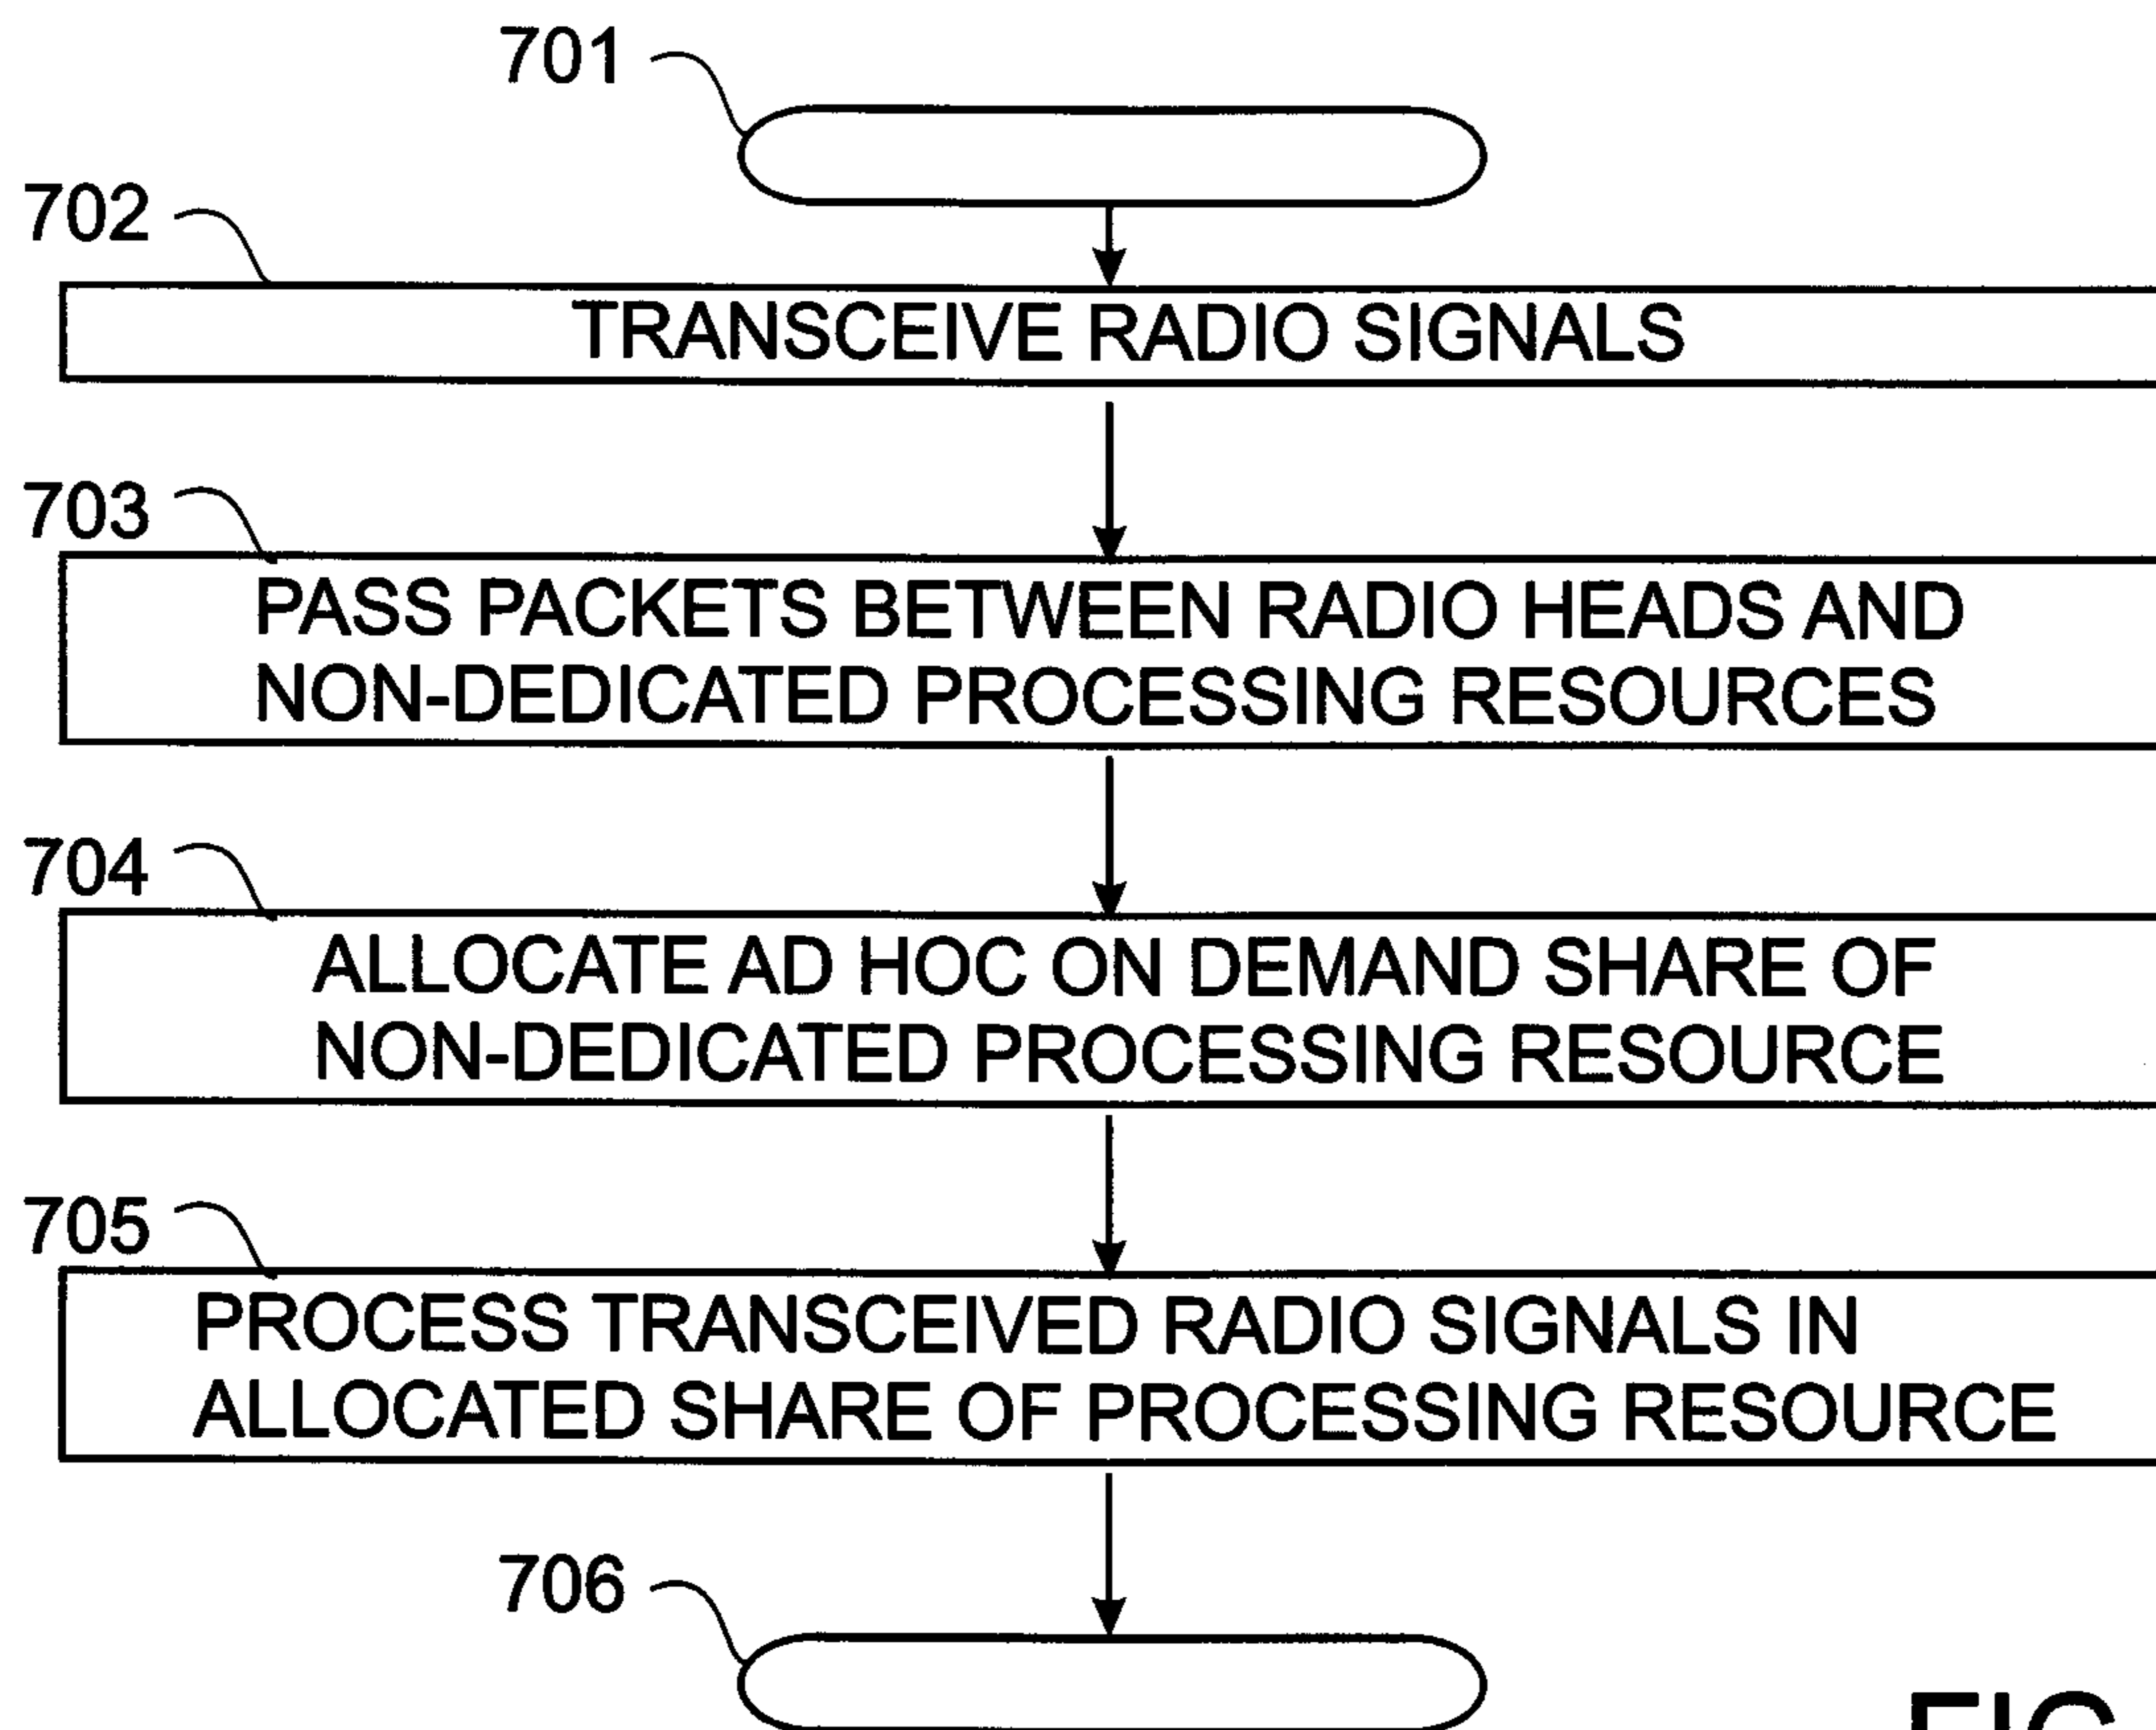 701
702
TRANSCEIVE RADIO SIGNALS
703
PASS PACKETS BETWEEN RADIO HEADS AND
NON-DEDICATED PROCESSING RESOURCES
704
ALLOCATE AD HOC ON DEMAND SHARE OF
NON-DEDICATED PROCESSING RESOURCE
705
PROCESS TRANSCEIVED RADIO SIGNALS IN
ALLOCATED SHARE OF PROCESSING RESOURCE
706